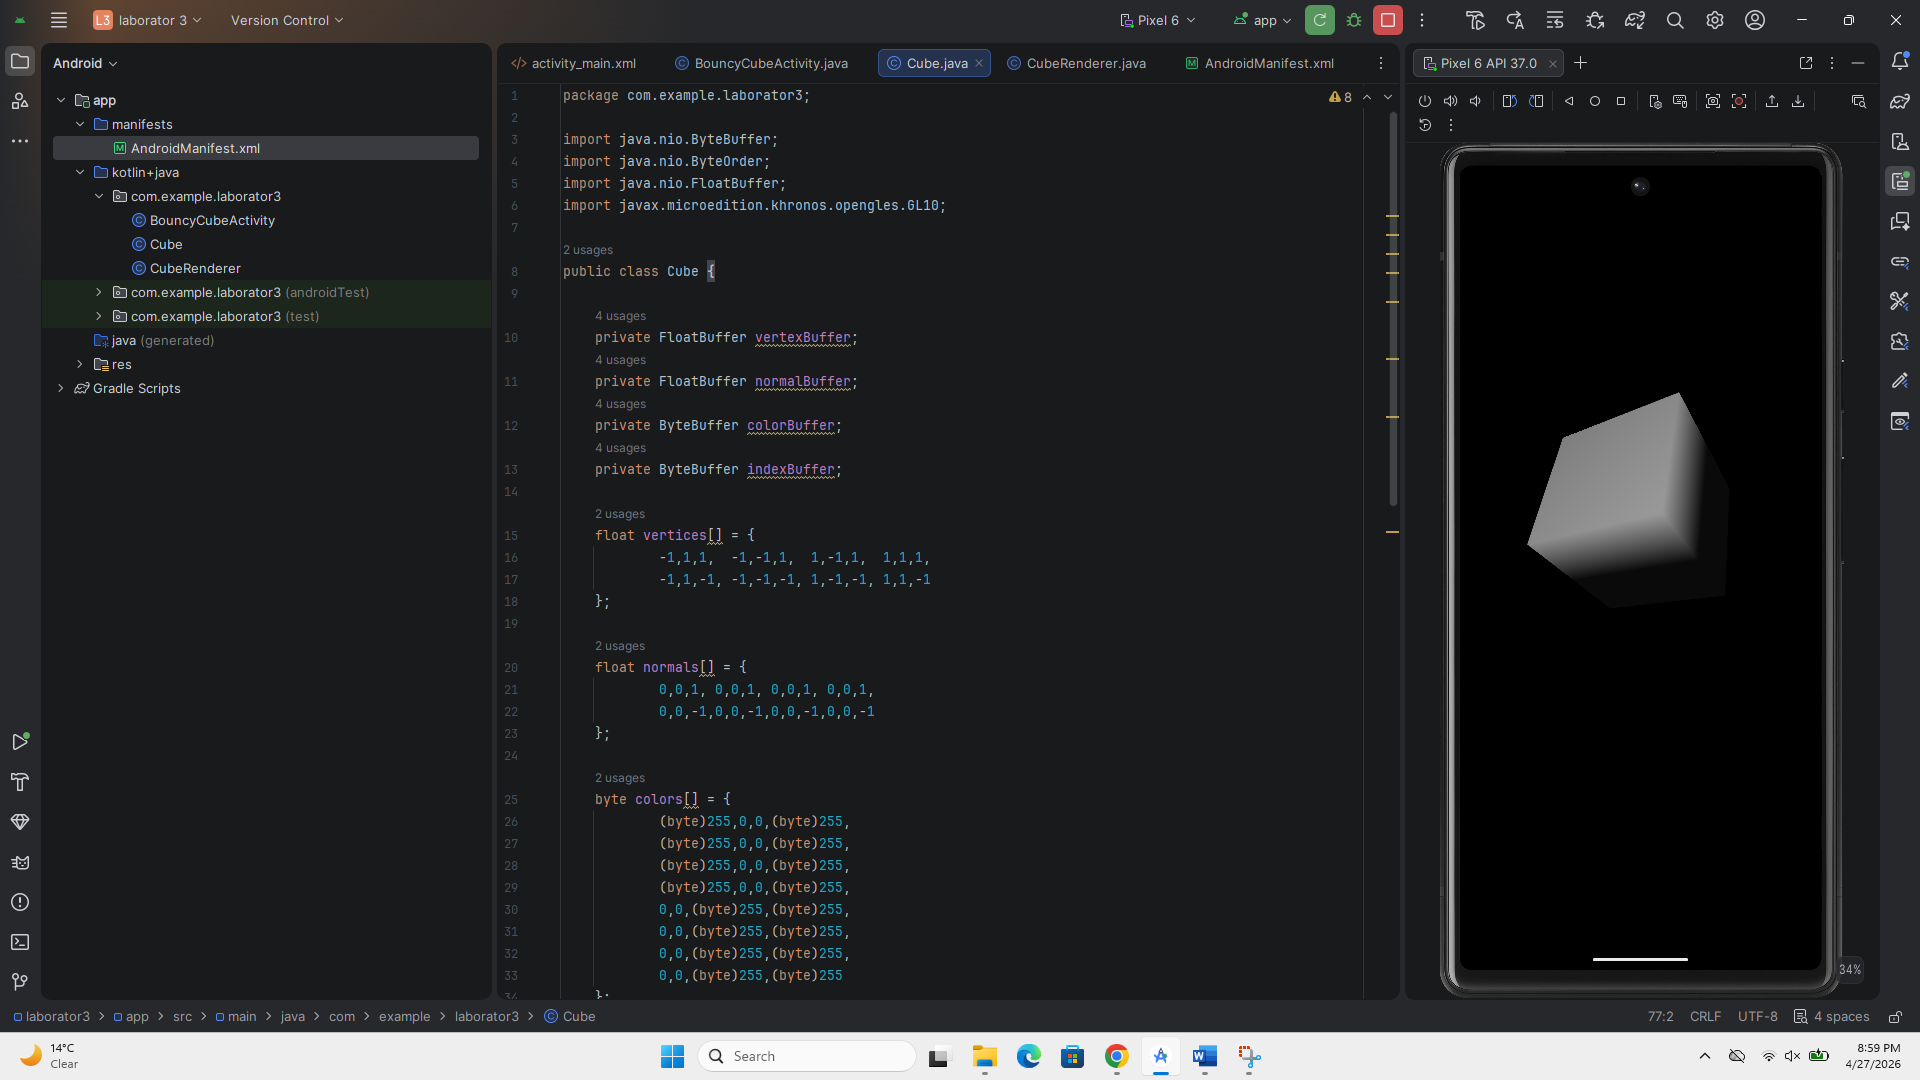 L3 laborator 3
Version Control
Pixel 6
app
Android
app
manifests
AndroidManifest.xml
kotlin+java
com.example.laborator3
BouncyCubeActivity
Cube
CubeRenderer
com.example.laborator3 (androidTest)
com.example.laborator3 (test)
java (generated)
res
Gradle Scripts
activity_main.xml
BouncyCubeActivity.java
Cube.java
CubeRenderer.java
AndroidManifest.xml
8
1 package com.example.laborator3;
2
3 import java.nio.ByteBuffer;
4 import java.nio.ByteOrder;
5 import java.nio.FloatBuffer;
6 import javax.microedition.khronos.opengles.GL10;
7
2 usages
8 public class Cube {
9
4 usages
10 private FloatBuffer vertexBuffer;
4 usages
11 private FloatBuffer normalBuffer;
4 usages
12 private ByteBuffer colorBuffer;
4 usages
13 private ByteBuffer indexBuffer;
14
2 usages
15 float vertices[] = {
16 -1,1,1, -1,-1,1, 1,-1,1, 1,1,1,
17 -1,1,-1, -1,-1,-1, 1,-1,-1, 1,1,-1
18 };
19
2 usages
20 float normals[] = {
21 0,0,1, 0,0,1, 0,0,1, 0,0,1,
22 0,0,-1,0,0,-1,0,0,-1,0,0,-1
23 };
24
2 usages
25 byte colors[] = {
26 (byte)255,0,0,(byte)255,
27 (byte)255,0,0,(byte)255,
28 (byte)255,0,0,(byte)255,
29 (byte)255,0,0,(byte)255,
30 0,0,(byte)255,(byte)255,
31 0,0,(byte)255,(byte)255,
32 0,0,(byte)255,(byte)255,
33 0,0,(byte)255,(byte)255
34 };
Pixel 6 API 37.0
34%
laborator3 > app > src > main > java > com > example > laborator3 > Cube
77:2 CRLF UTF-8 4 spaces
14°C
Clear
Search
8:59 PM
4/27/2026